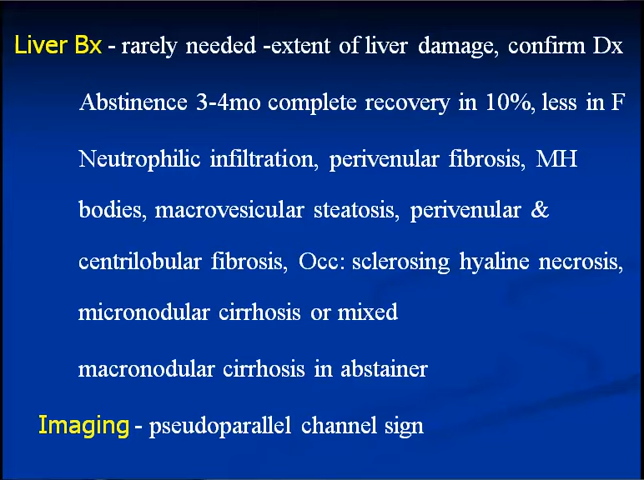 Liver Bx - rarely needed -extent of liver damage, confirm Dx
Abstinence 3-4mo complete recovery in 10%, less in F
Neutrophilic infiltration, perivenular fibrosis, MH
bodies, macrovesicular steatosis, perivenular &
centrilobular fibrosis, Occ: sclerosing hyaline necrosis,
micronodular cirrhosis or mixed
macronodular cirrhosis in abstainer
Imaging - pseudoparallel channel sign